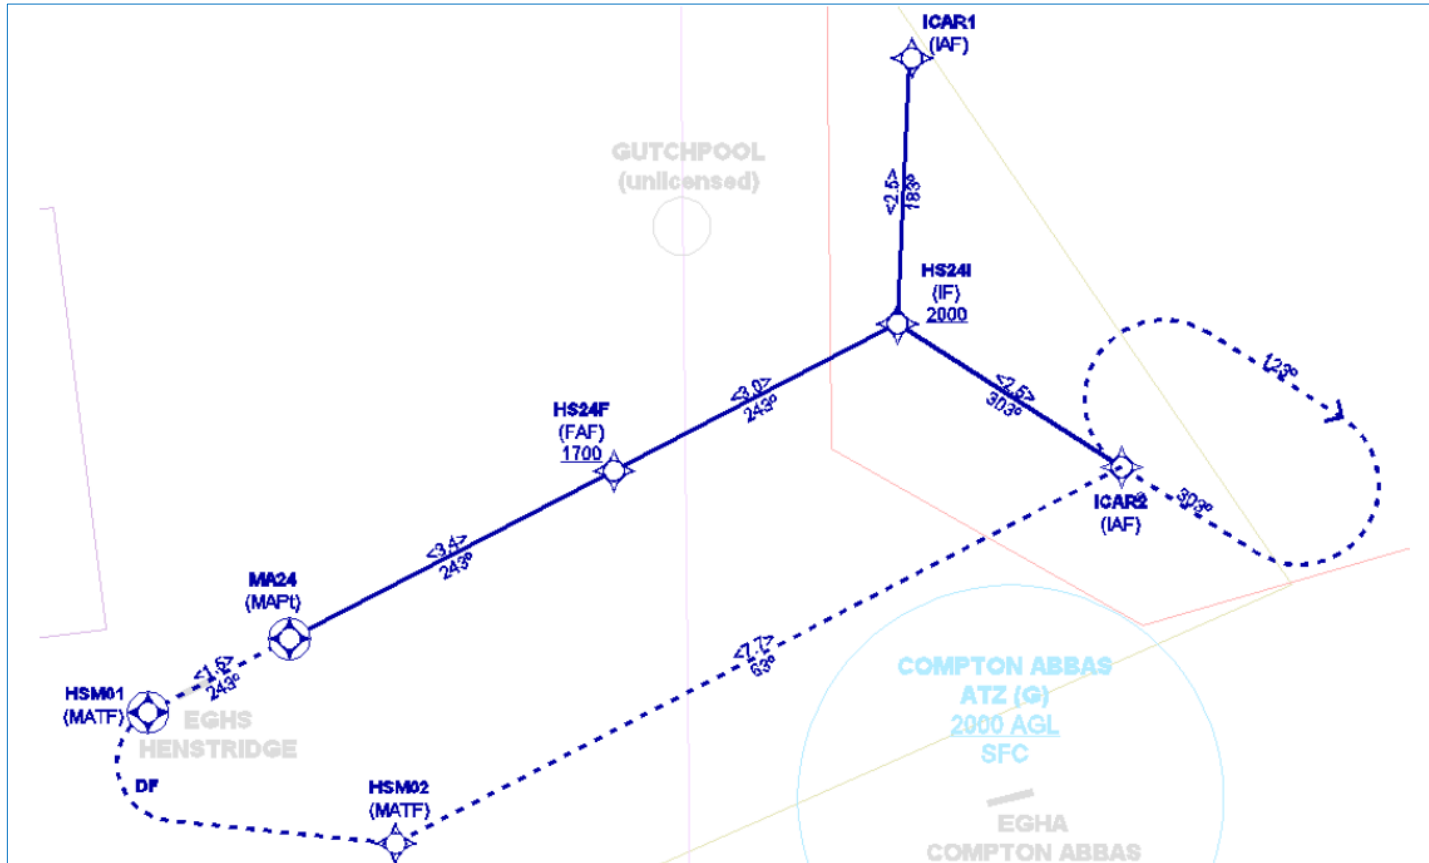 ICAR1
(IAF)
GUTCHPOOL
(unlicensed)
<2.5>
183°
HS24I
(IF)
2000
<2.5>
303°
123°
<3.0>
243°
HS24F
(FAF)
1700
ICAR2
(IAF)
303°
<3.4>
243°
MA24
(MAPt)
<1.5>
243°
HSM01
(MATF)
EGHS
HENSTRIDGE
<7.7>
63°
COMPTON ABBAS
ATZ (G)
2000 AGL
SFC
DF
HSM02
(MATF)
EGHA
COMPTON ABBAS